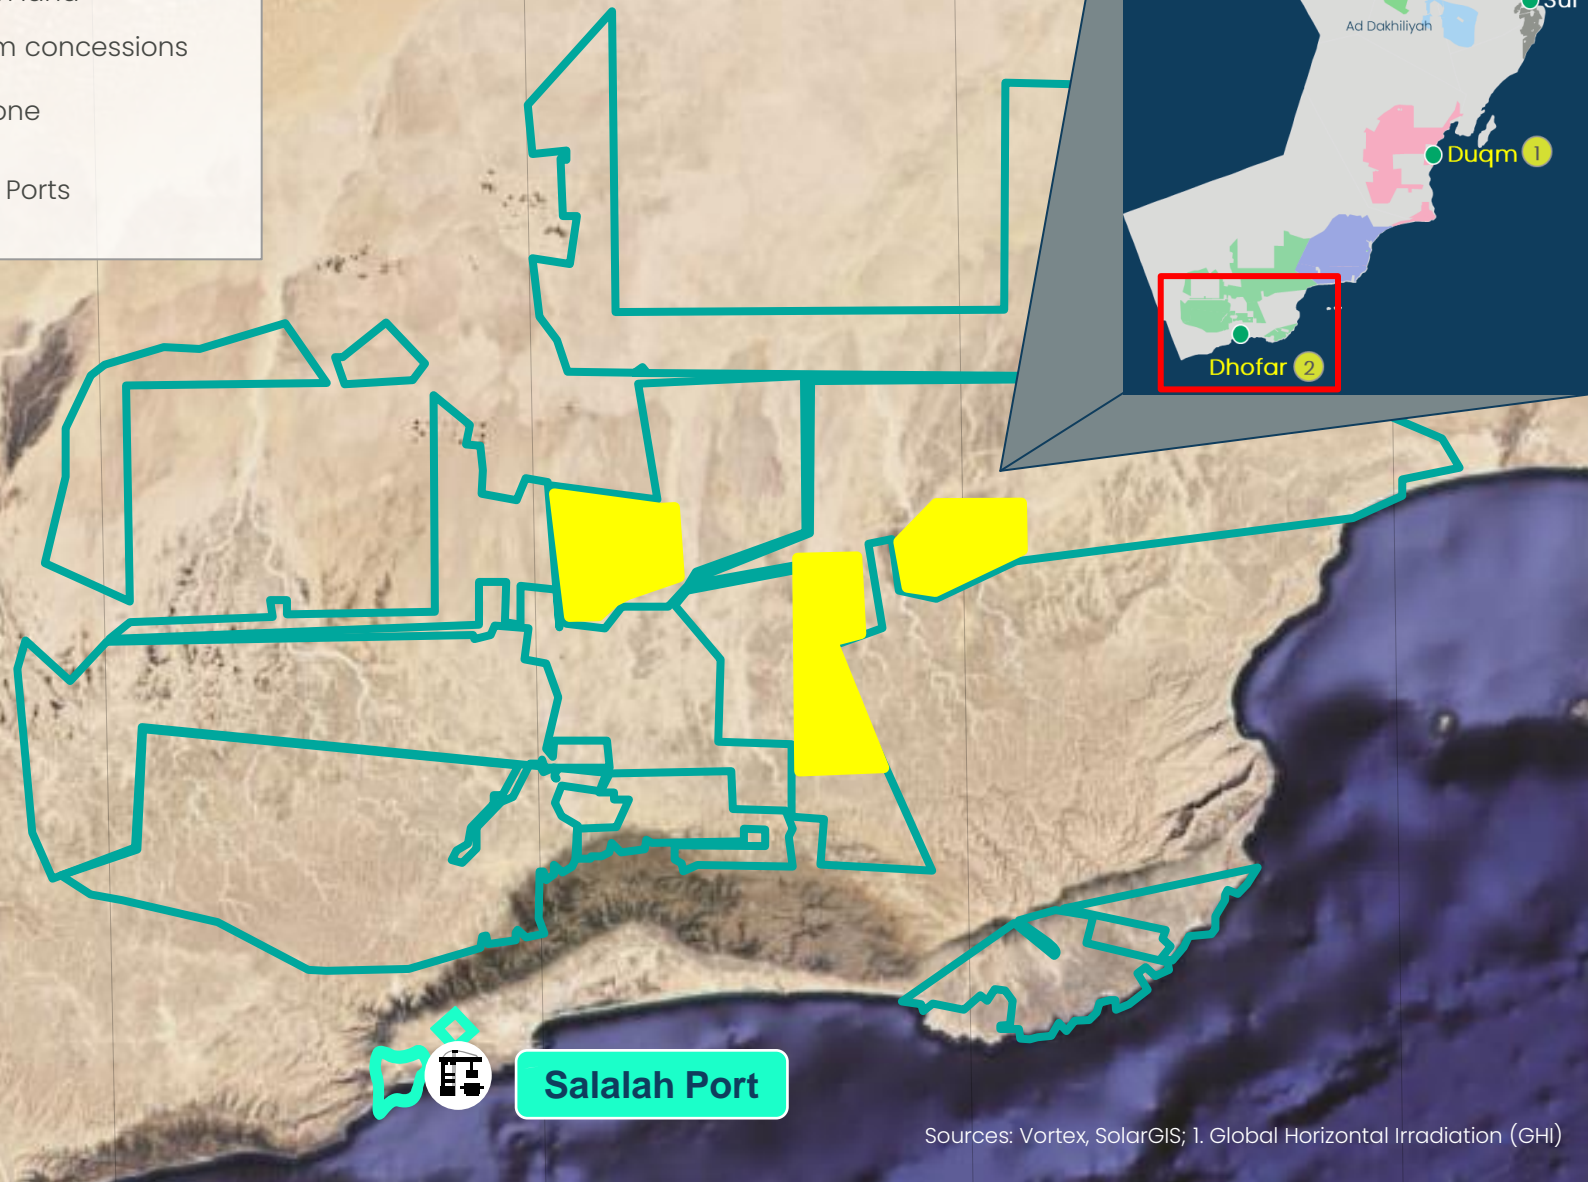 m concessions
one
Ports
Ad Dakhiliyah
Sur
Duqm 1
Dhofar 2
Salalah Port
Sources: Vortex, SolarGIS; 1. Global Horizontal Irradiation (GHI)